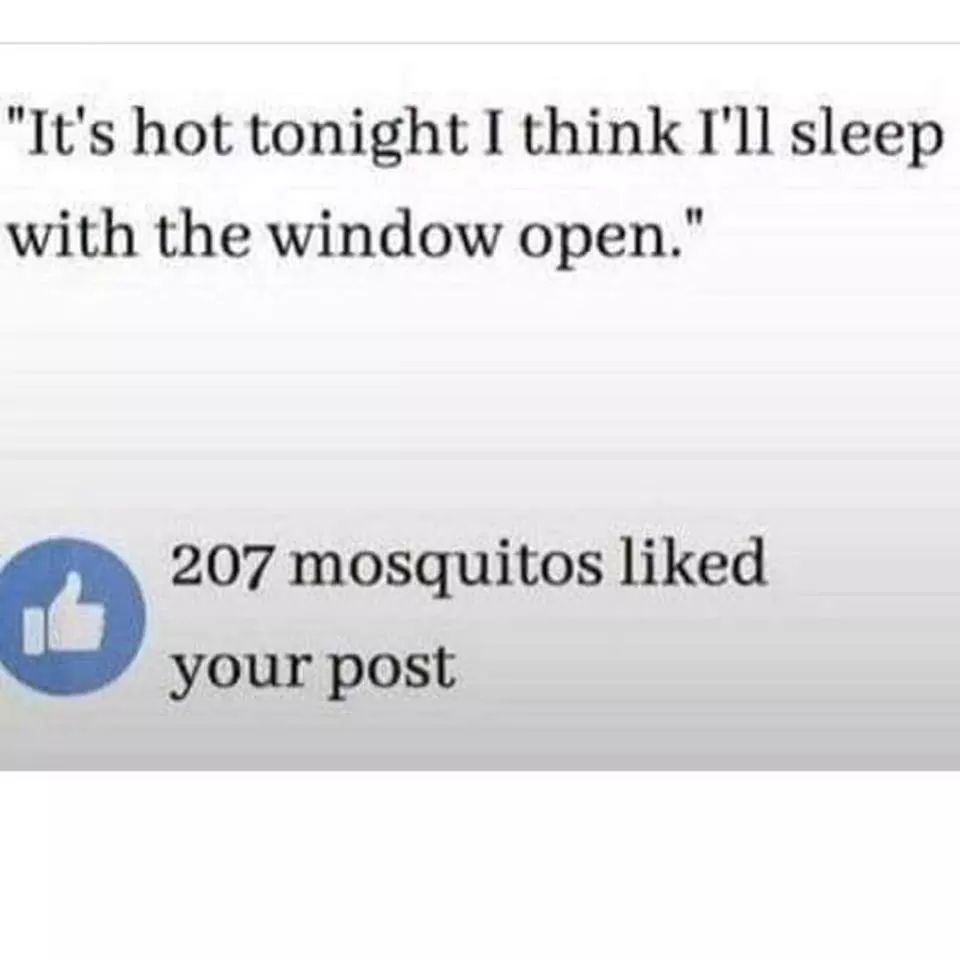 "It's hot tonight I think I'll sleep
with the window open."
207 mosquitos liked
your post